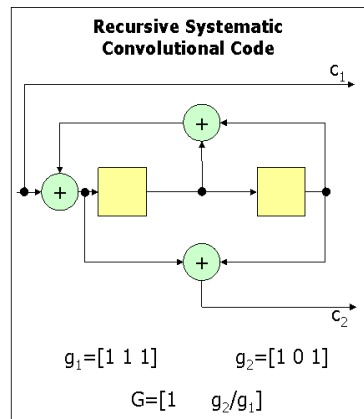 Recursive Systematic
Convolutional Code
c1
+
+
+
c2
g1=[1 1 1] g2=[1 0 1]
G=[1 g2/g1]